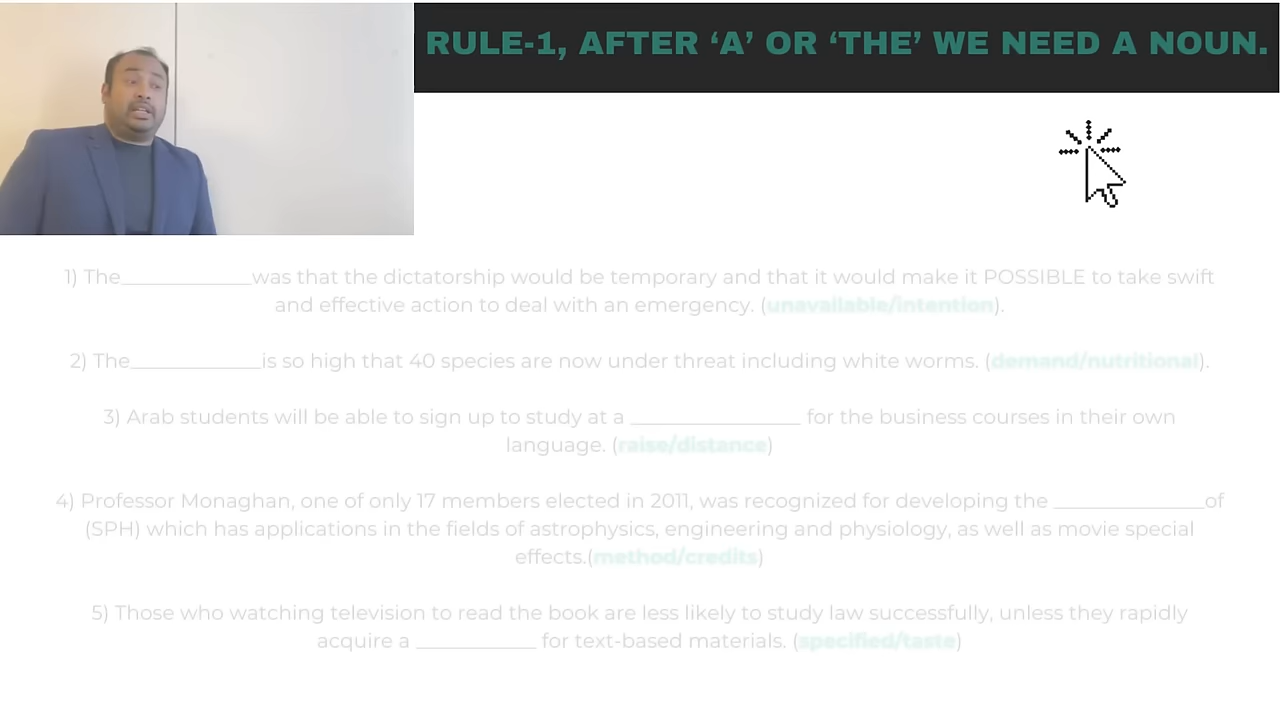 RULE-1, AFTER ‘A’ OR ‘THE’ WE NEED A NOUN.
1) The____________was that the dictatorship would be temporary and that it would make it POSSIBLE to take swift
and effective action to deal with an emergency. (unavailable/intention).
2) The____________is so high that 40 species are now under threat including white worms. (demand/nutritional).
3) Arab students will be able to sign up to study at a ________________ for the business courses in their own
language. (raise/distance)
4) Professor Monaghan, one of only 17 members elected in 2011, was recognized for developing the ______________of
(SPH) which has applications in the fields of astrophysics, engineering and physiology, as well as movie special
effects.(method/credits)
5) Those who watching television to read the book are less likely to study law successfully, unless they rapidly
acquire a ___________ for text-based materials. (specified/taste)